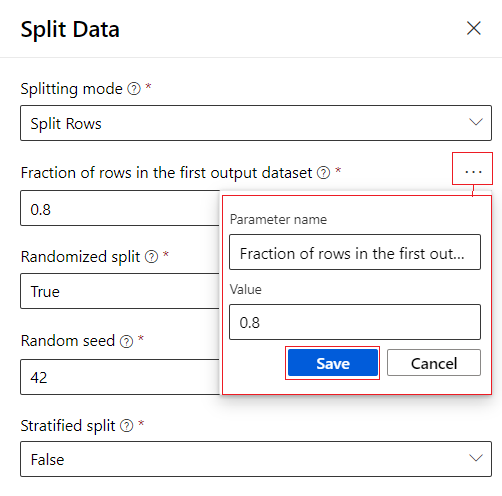 Split Data
Splitting mode *
Split Rows
Fraction of rows in the first output dataset *
...
0.8
Parameter name
Fraction of rows in the first out...
Value
0.8
Save
Cancel
Randomized split *
True
Random seed *
42
Stratified split *
False